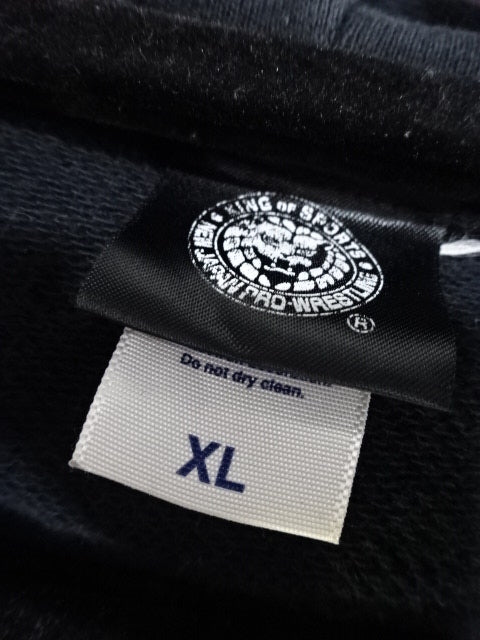 KING OF SPORTS
NEW JAPAN PRO-WRESTLING
®
Do not dry clean.
XL